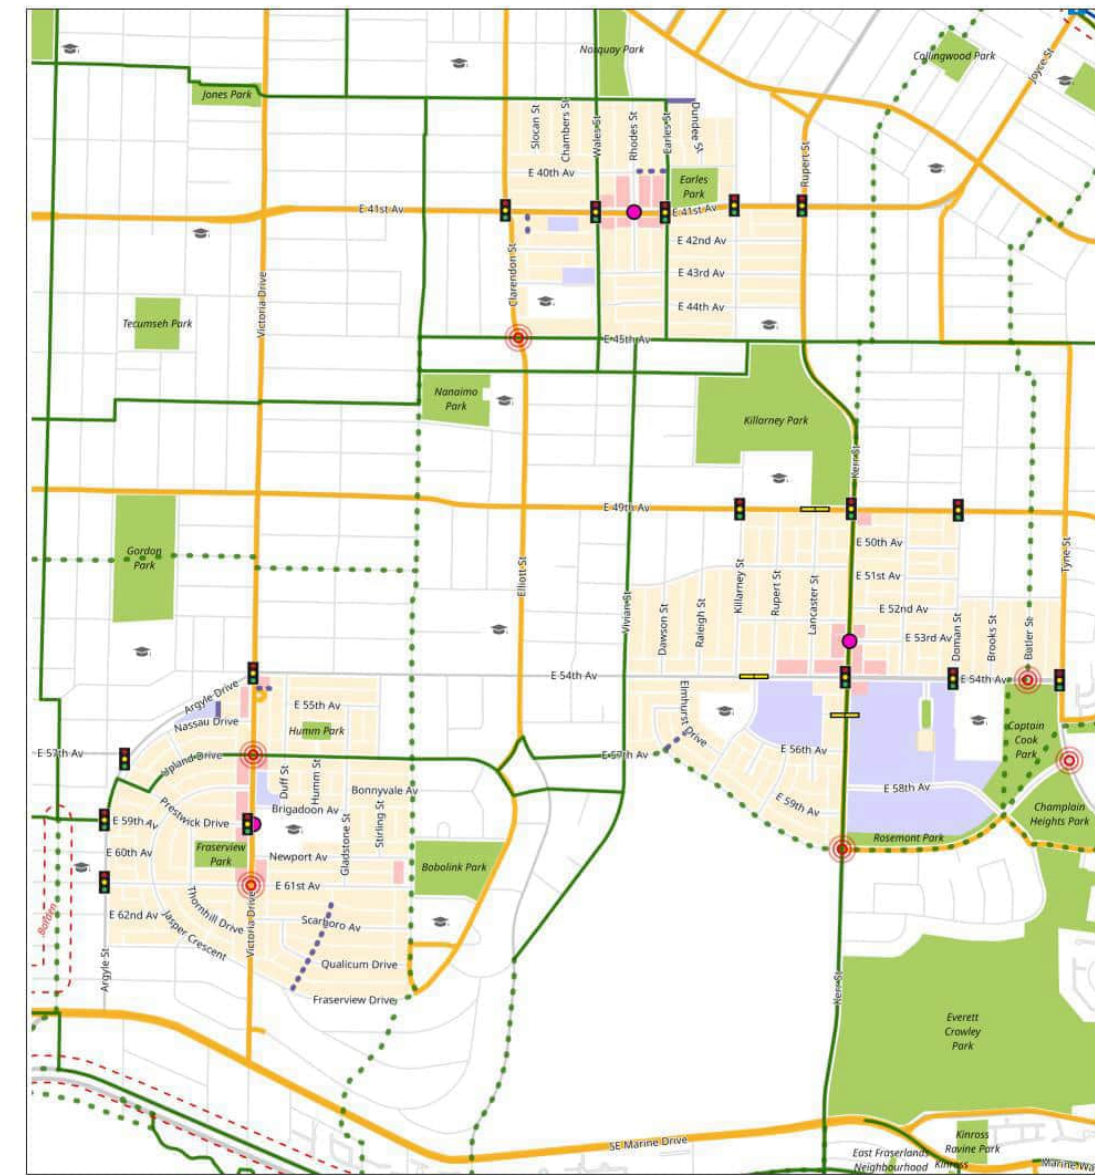 Norquay Park
Collingwood Park
Joyce St
Jones Park
Slocan St
Chambers St
Wales St
Rhodes St
Earles St
Dundee St
Rupert St
E 40th Av
Earles
Park
E 41st Av
E 41st Av
E 42nd Av
E 43rd Av
E 44th Av
Clarendon St
Victoria Drive
Tecumseh Park
E 45th Av
Nanaimo
Park
Killarney Park
Kerr St
E 49th Av
Gordon
Park
E 50th Av
E 51st Av
E 52nd Av
E 53rd Av
Tyne St
Elliott St
Vivian St
Dawson St
Raleigh St
Killarney St
Rupert St
Lancaster St
Doman St
Brooks St
Batler St
E 54th Av
E 54th Av
Argyle Drive
E 55th Av
Nassau Drive
Humm Park
Elmhurst Drive
Captain
Cook
Park
E 57th Av
Upland Drive
E 57th Av
E 56th Av
Duff St
Humm St
Bonnyvale Av
E 58th Av
Prestwick Drive
Brigadoon Av
E 59th Av
E 59th Av
Champlain
Heights Park
Stirling St
Gladstone St
Rosemont Park
E 60th Av
Fraserview
Park
Newport Av
Bobolink Park
E 61st Av
Thornhill Drive
E 62nd Av
Jasper Crescent
Victoria Drive
Scarboro Av
Qualicum Drive
Argyle St
Fraserview Drive
Kerr St
Everett
Crowley
Park
SE Marine Drive
Kinross
Ravine Park
East Fraserlands
Neighbourhood
Kinross